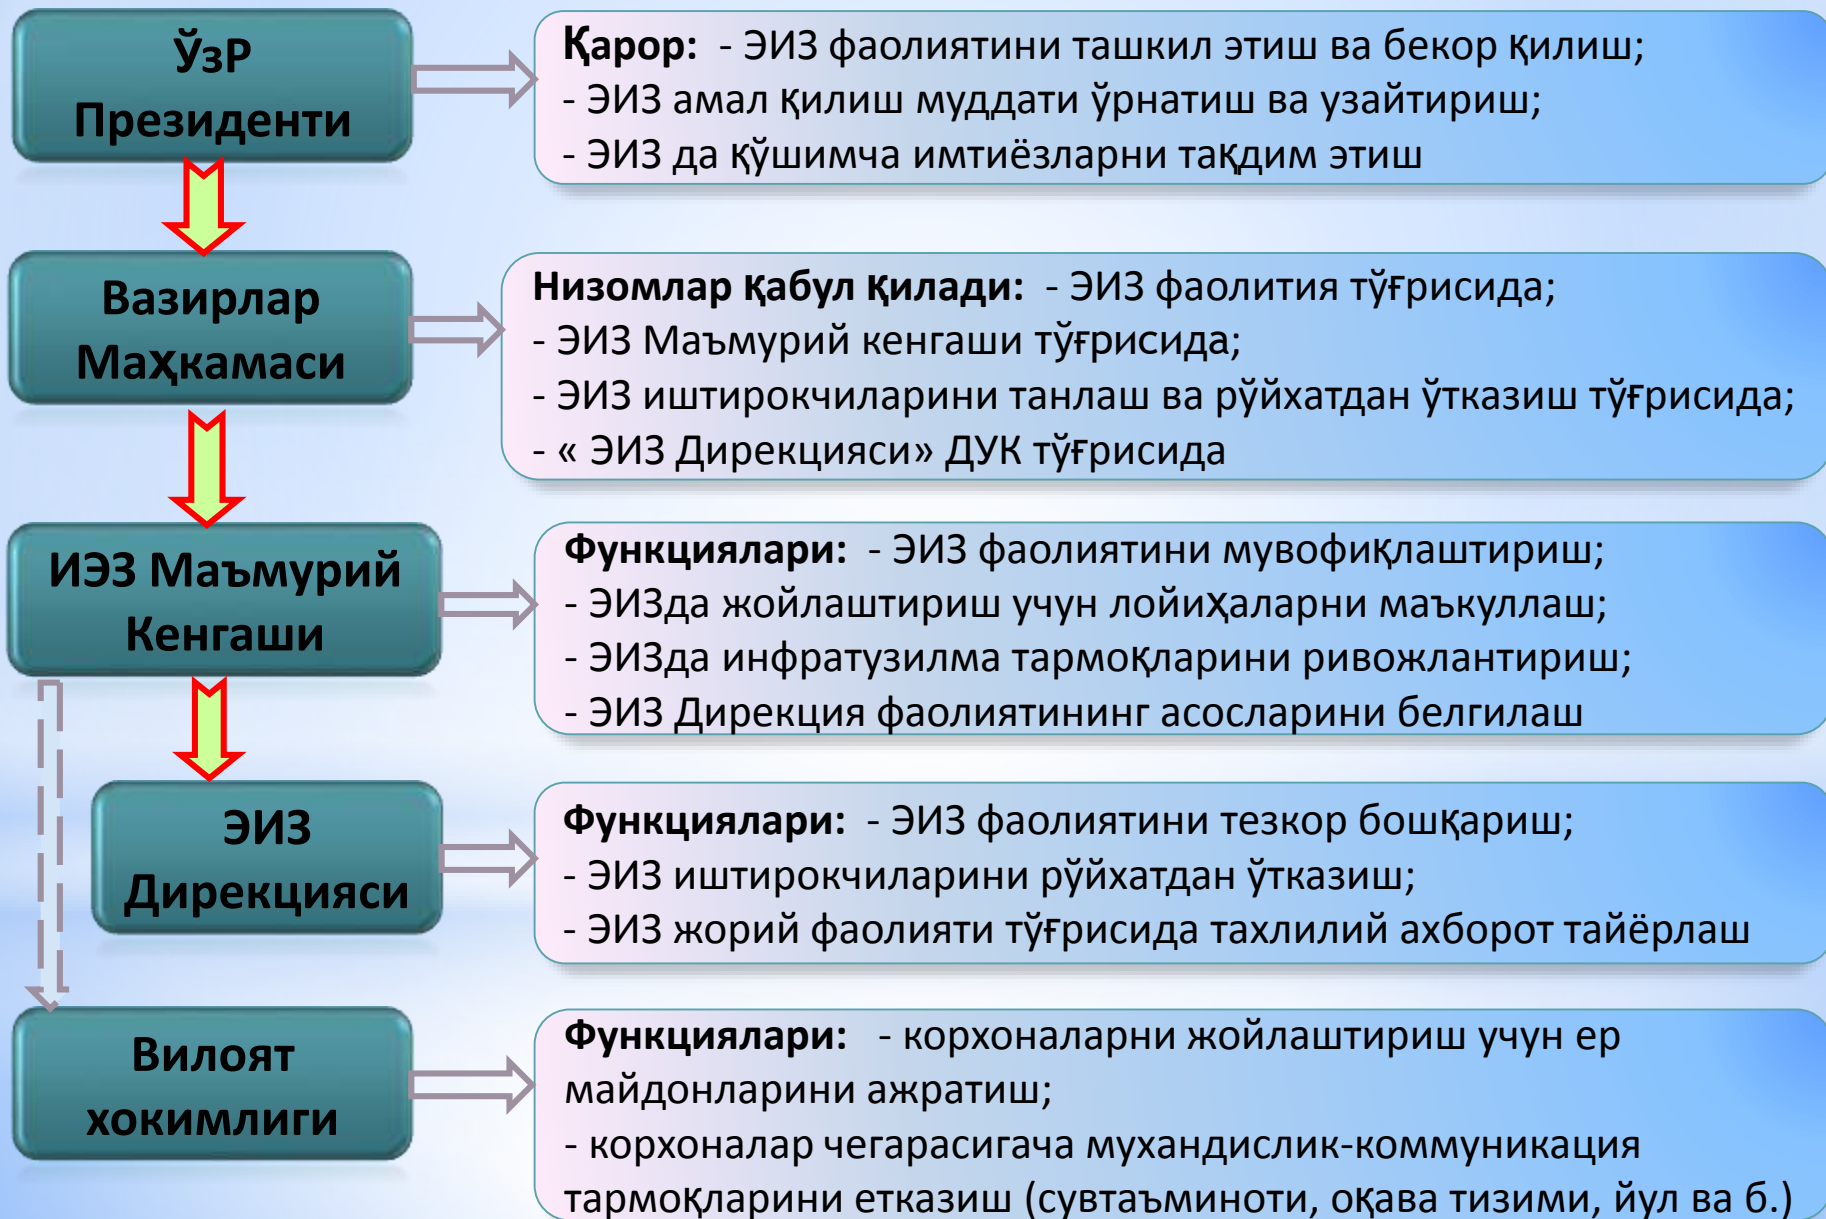 ЎзР
Президенти
Қарор: - ЭИЗ фаолиятини ташкил этиш ва бекор қилиш;
- ЭИЗ амал қилиш муддати ўрнатиш ва узайтириш;
- ЭИЗ да қўшимча имтиёзларни тақдим этиш
Вазирлар
Маҳкамаси
Низомлар қабул қилади: - ЭИЗ фаолития тўғрисида;
- ЭИЗ Маъмурий кенгаши тўғрисида;
- ЭИЗ иштирокчиларини танлаш ва рўйхатдан ўтказиш тўғрисида;
- « ЭИЗ Дирекцияси» ДУК тўғрисида
ИЭЗ Маъмурий
Кенгаши
Функциялари: - ЭИЗ фаолиятини мувофиқлаштириш;
- ЭИЗда жойлаштириш учун лойиҳаларни маъкуллаш;
- ЭИЗда инфратузилма тармоқларини ривожлантириш;
- ЭИЗ Дирекция фаолиятининг асосларини белгилаш
ЭИЗ
Дирекцияси
Функциялари: - ЭИЗ фаолиятини тезкор бошқариш;
- ЭИЗ иштирокчиларини рўйхатдан ўтказиш;
- ЭИЗ жорий фаолияти тўғрисида тахлилий ахборот тайёрлаш
Вилоят
хокимлиги
Функциялари: - корхоналарни жойлаштириш учун ер
майдонларини ажратиш;
- корхоналар чегарасигача мухандислик-коммуникация
тармоқларини етказиш (сувтаъминоти, оқава тизими, йул ва б.)